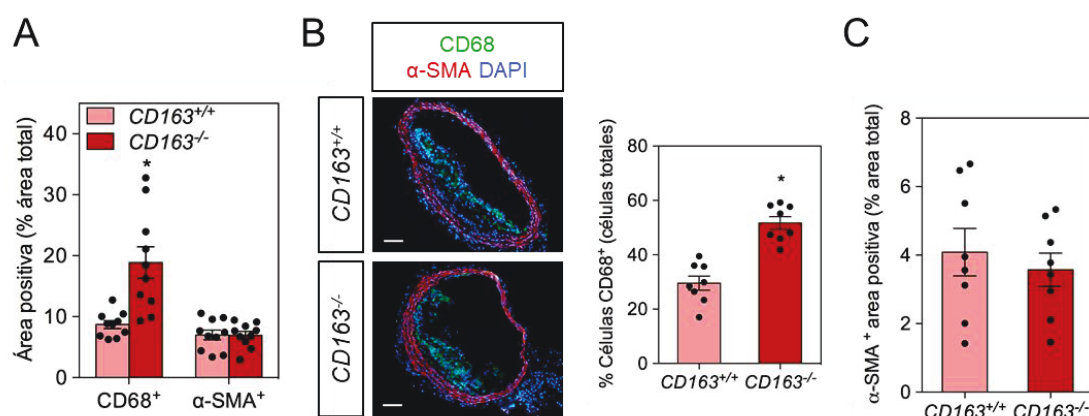 A
Área positiva (% área total)
40
30
20
10
0
CD163+/+
CD163-/-
*
CD68+
α-SMA+
B
CD68
α-SMA DAPI
CD163+/+
CD163-/-
% Células CD68+ (células totales)
80
60
40
20
0
*
CD163+/+
CD163-/-
C
α-SMA + area positiva (% area total)
8
6
4
2
0
CD163+/+
CD163-/-